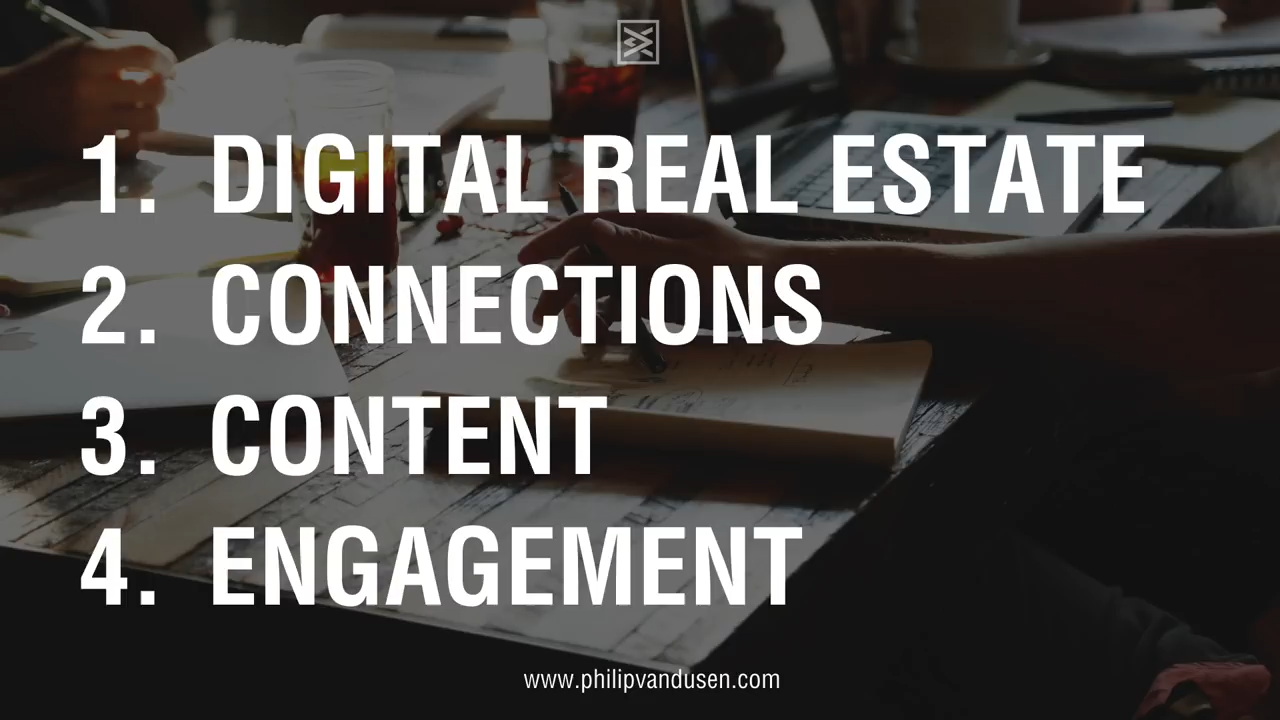 1. DIGITAL REAL ESTATE
2. CONNECTIONS
3. CONTENT
4. ENGAGEMENT
www.philipvandusen.com